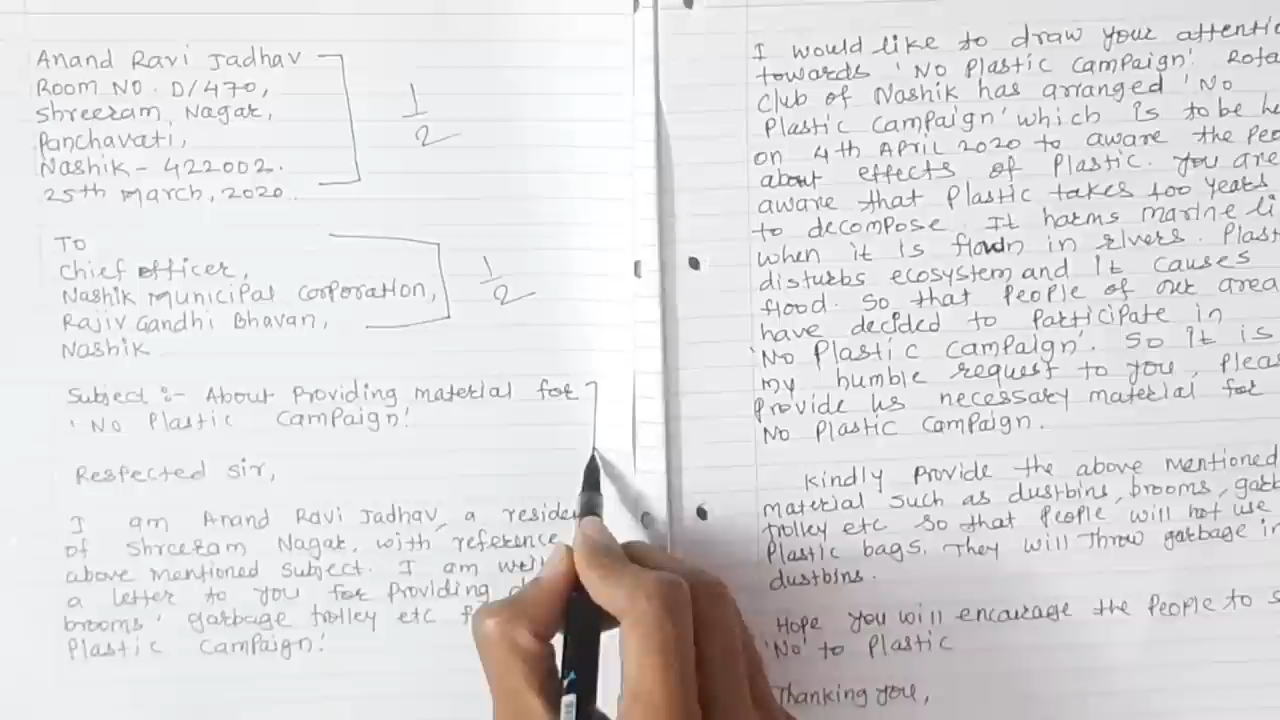 Anand Ravi Jadhav
Room No. D/470,
Shreeram Nagar,
Panchavati,
Nashik - 422002.
25th March, 2020.
1/2
To
Chief officer,
Nashik Municipal Corporation,
Rajiv Gandhi Bhavan,
Nashik
1/2
Subject :- About Providing material for
'No Plastic Campaign!
Respected sir,
I am Anand Ravi Jadhav, a
of Shreeram Nagar, with reference
above mentioned subject. I am
a letter to you for Providing
brooms, garbage trolley etc
Plastic Campaign!
I would like to draw your
towards 'No Plastic Campaign'.
Club of Nashik has arranged 'No
Plastic Campaign' which is to be
on 4th April 2020 to aware the
about effects of Plastic. You are
aware that Plastic takes 400 years
to decompose. It harms marine
when it is flown in rivers.
disturbs ecosystem and it causes
flood. So that People of our area
have decided to Participate in
'No Plastic Campaign'. So it is
my humble request to you,
Provide us necessary material for
No Plastic Campaign.
Kindly Provide the above mentioned
material such as dustbins, brooms,
trolley etc so that People will not use
Plastic bags. They will Throw garbage
dustbins.
Hope you will encourage the People to
'No' to Plastic
Thanking you,